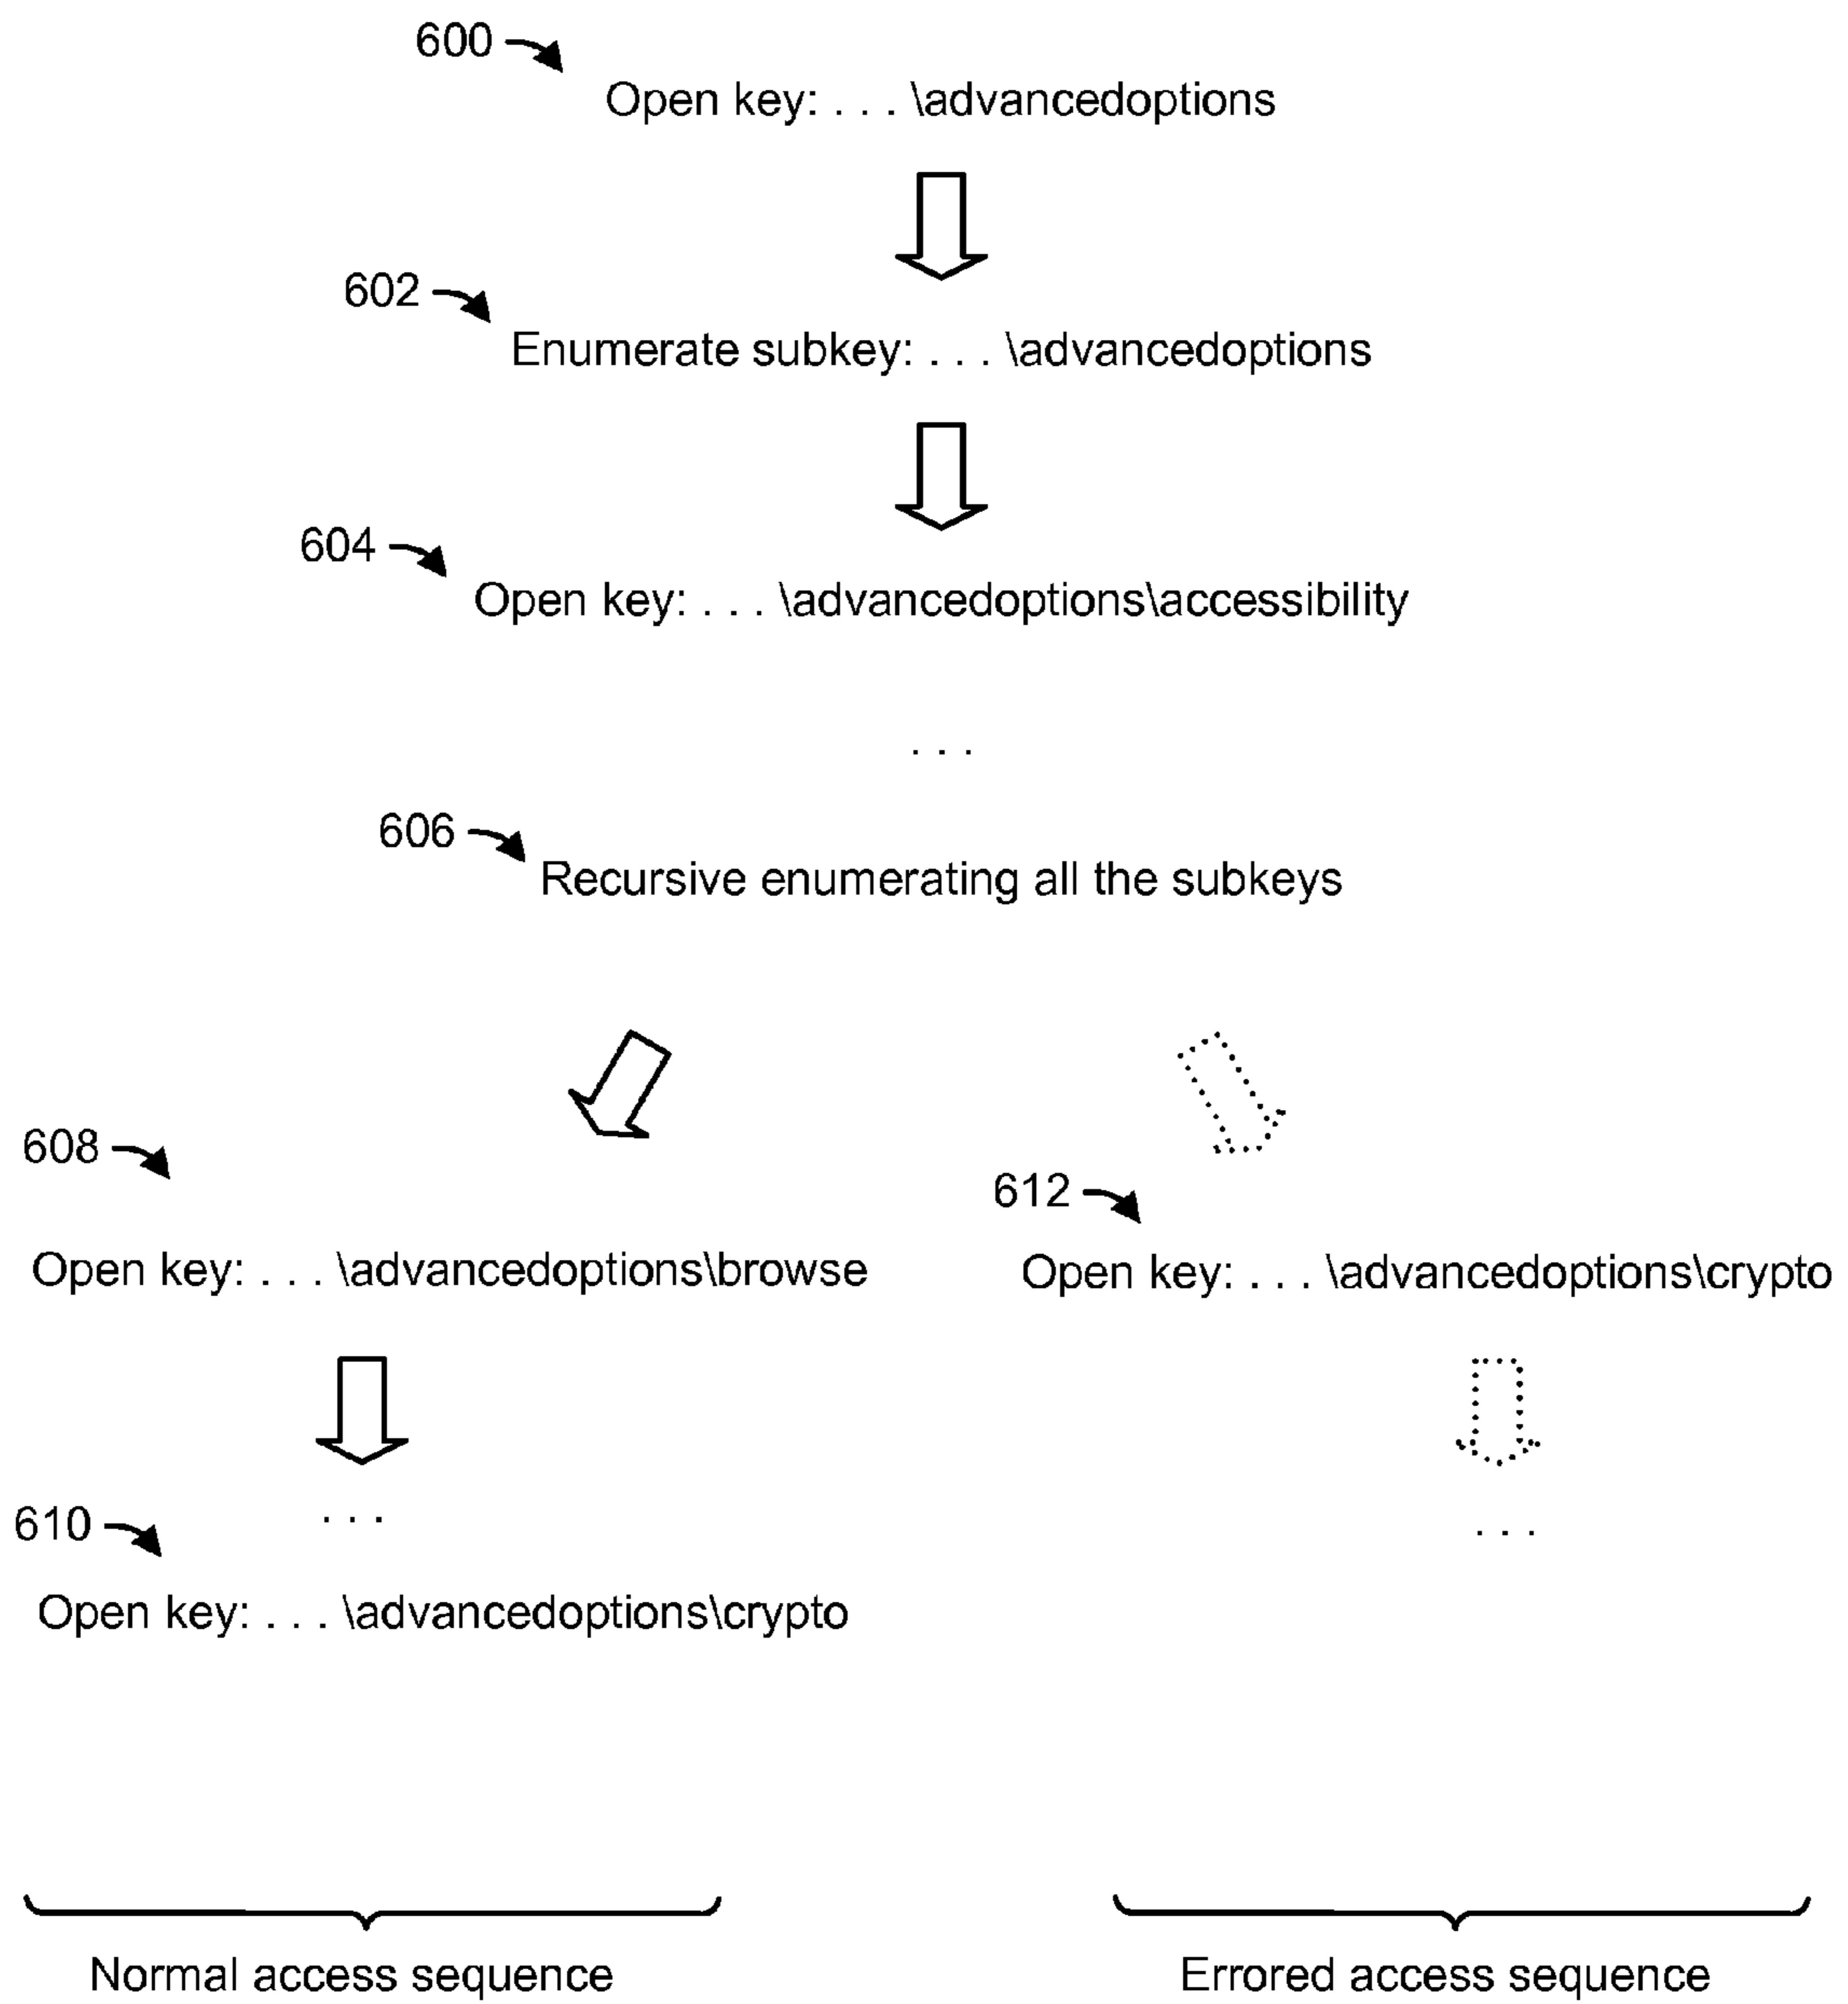 600
Open key: . . . \advancedoptions
602
Enumerate subkey: . . . \advancedoptions
604
Open key: . . . \advancedoptions\accessibility
. . .
606
Recursive enumerating all the subkeys
608
612
Open key: . . . \advancedoptions\browse
Open key: . . . \advancedoptions\crypto
610
. . .
. . .
Open key: . . . \advancedoptions\crypto
Normal access sequence
Errored access sequence